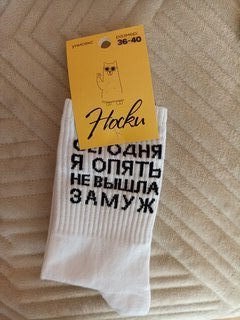 унисекс
размер:
36-40
Носки
СЕГОДНЯ
Я ОПЯТЬ
НЕ ВЫШЛА
ЗАМУЖ